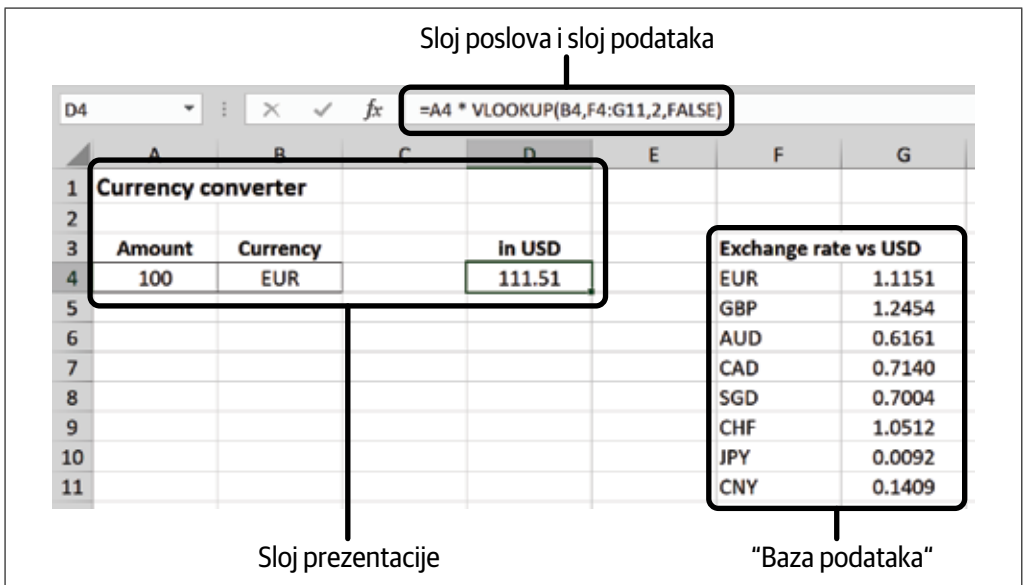 Sloj poslova i sloj podataka
D4 fx =A4 * VLOOKUP(B4,F4:G11,2,FALSE)
A B C D E F G
1 Currency converter
2
3 Amount Currency in USD Exchange rate vs USD
4 100 EUR 111.51 EUR 1.1151
5 GBP 1.2454
6 AUD 0.6161
7 CAD 0.7140
8 SGD 0.7004
9 CHF 1.0512
10 JPY 0.0092
11 CNY 0.1409
Sloj prezentacije “Baza podataka“